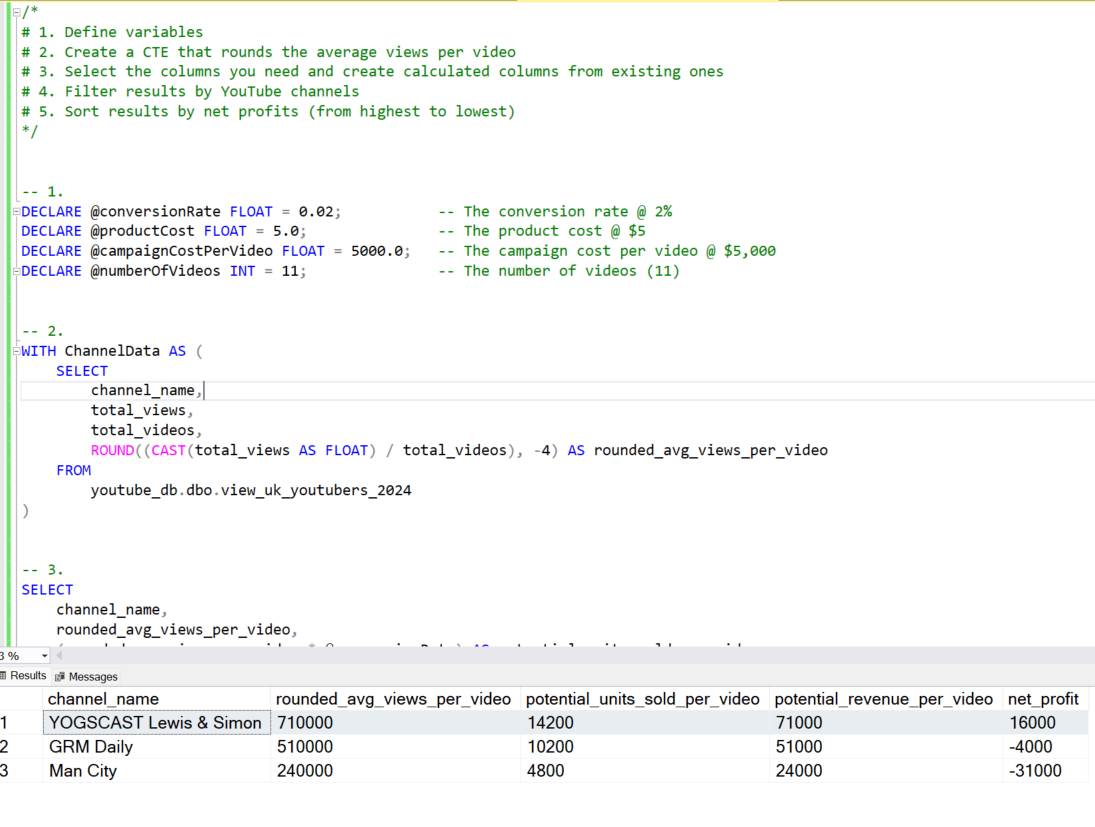 /*
# 1. Define variables
# 2. Create a CTE that rounds the average views per video
# 3. Select the columns you need and create calculated columns from existing ones
# 4. Filter results by YouTube channels
# 5. Sort results by net profits (from highest to lowest)
*/
-- 1.
DECLARE @conversionRate FLOAT = 0.02; -- The conversion rate @ 2%
DECLARE @productCost FLOAT = 5.0; -- The product cost @ $5
DECLARE @campaignCostPerVideo FLOAT = 5000.0; -- The campaign cost per video @ $5,000
DECLARE @numberOfVideos INT = 11; -- The number of videos (11)
-- 2.
WITH ChannelData AS (
SELECT
channel_name,
total_views,
total_videos,
ROUND((CAST(total_views AS FLOAT) / total_videos), -4) AS rounded_avg_views_per_video
FROM
youtube_db.dbo.view_uk_youtubers_2024
)
-- 3.
SELECT
channel_name,
rounded_avg_views_per_video,
3 %
Results Messages
channel_name rounded_avg_views_per_video potential_units_sold_per_video potential_revenue_per_video net_profit
1 YOGSCAST Lewis & Simon 710000 14200 71000 16000
2 GRM Daily 510000 10200 51000 -4000
3 Man City 240000 4800 24000 -31000